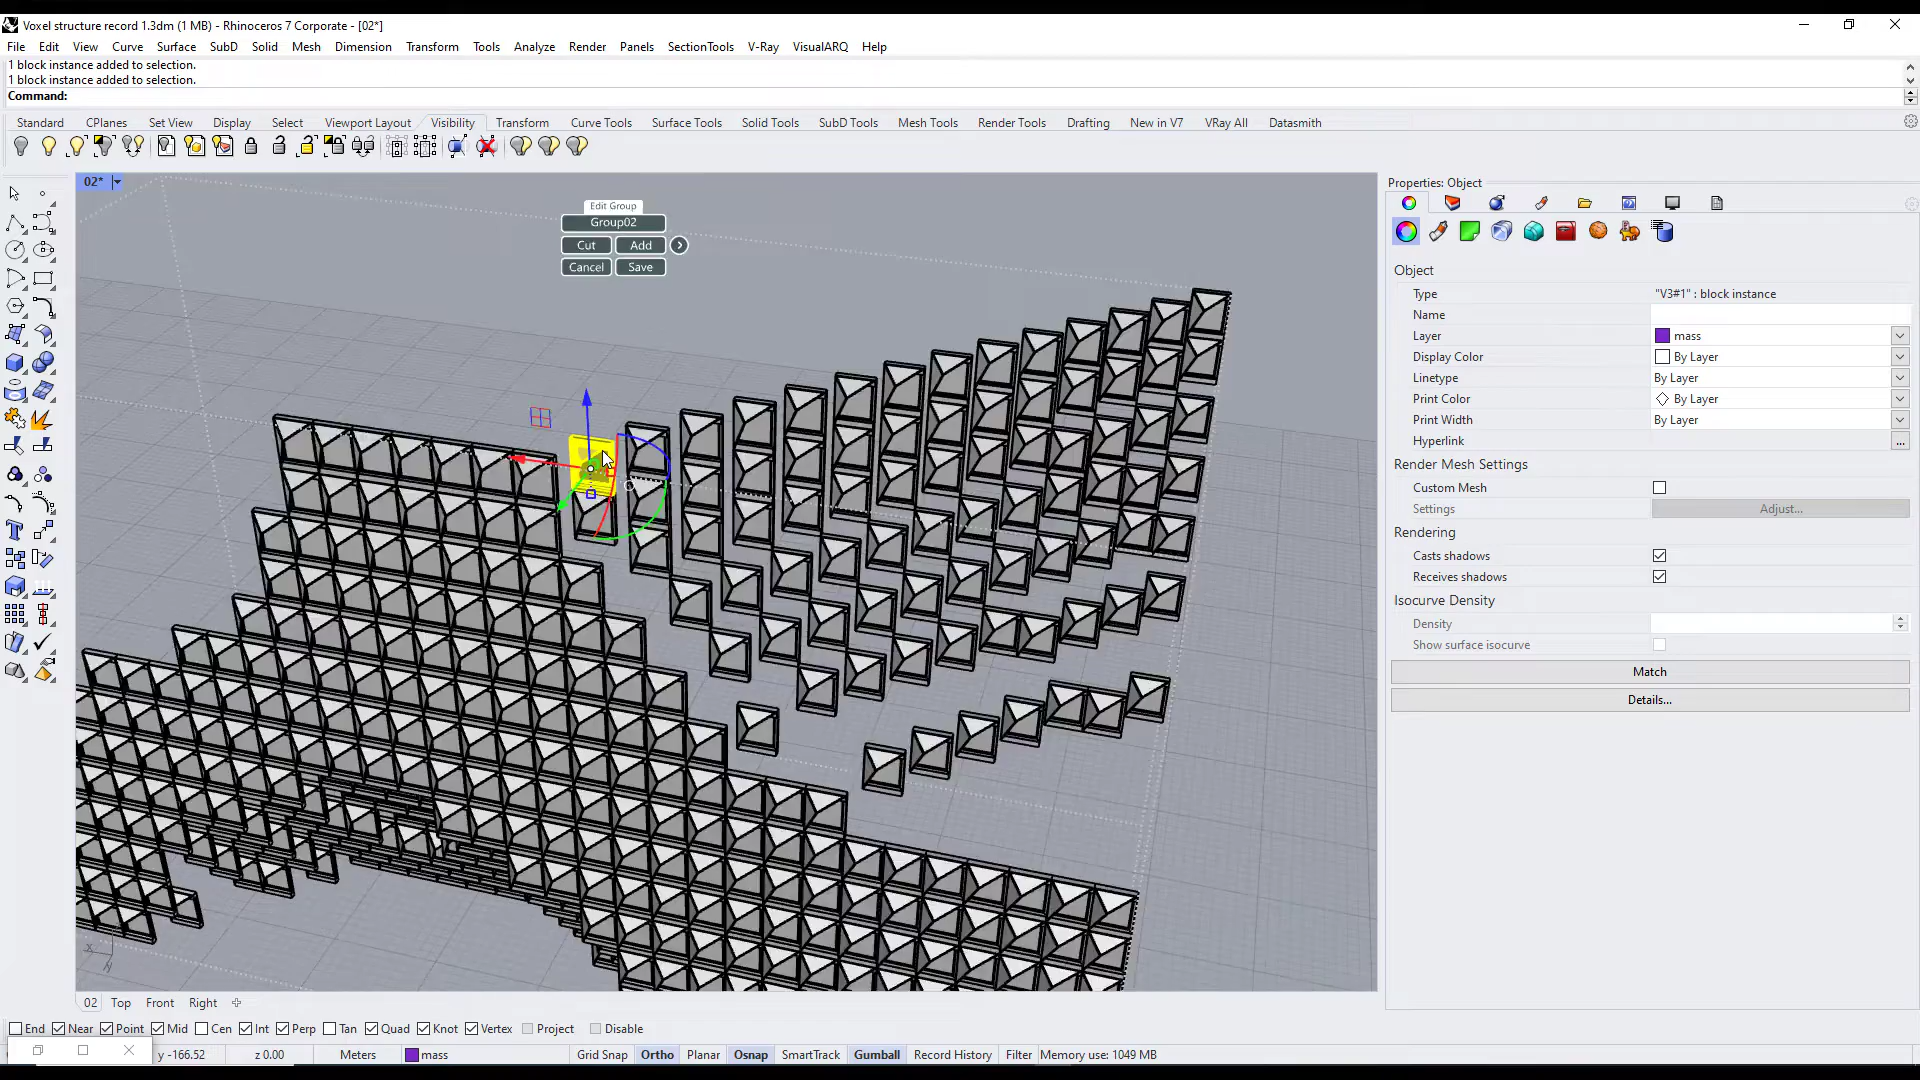 Voxel structure record 1.3dm (1 MB) - Rhinoceros 7 Corporate - [02*]
File Edit View Curve Surface SubD Solid Mesh Dimension Transform Tools Analyze Render Panels SectionTools V-Ray VisualARQ Help
1 block instance added to selection.
1 block instance added to selection.
Command:
Standard CPlanes Set View Display Select Viewport Layout Visibility Transform Curve Tools Surface Tools Solid Tools SubD Tools Mesh Tools Render Tools Drafting New in V7 VRay All Datasmith
02*
Edit Group
Group02
Cut Add
Cancel Save
Properties: Object
Object
Type "V3#1" : block instance
Name
Layer mass
Display Color By Layer
Linetype By Layer
Print Color By Layer
Print Width By Layer
Hyperlink ...
Render Mesh Settings
Custom Mesh
Settings Adjust...
Rendering
Casts shadows
Receives shadows
Isocurve Density
Density
Show surface isocurve
Match
Details...
02 Top Front Right
End Near Point Mid Cen Int Perp Tan Quad Knot Vertex Project Disable
y -166.52 z 0.00 Meters mass Grid Snap Ortho Planar Osnap SmartTrack Gumball Record History Filter Memory use: 1049 MB